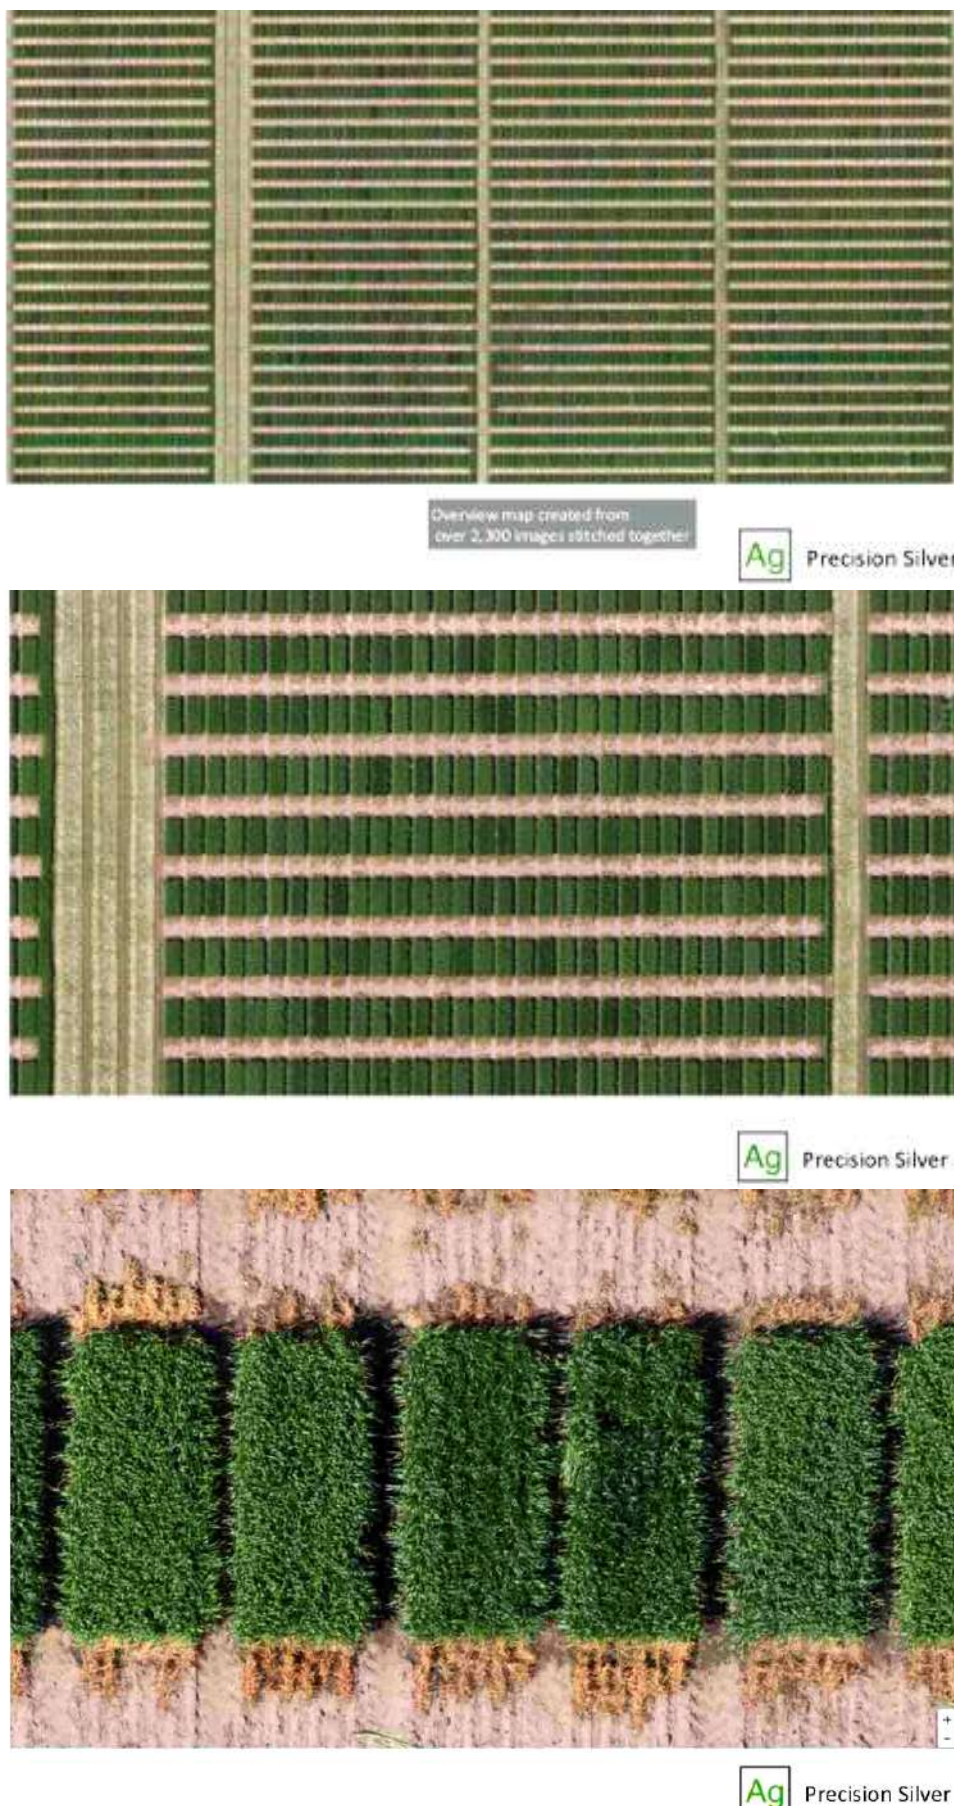 Overview map created from
over 2,300 images stitched together
Ag Precision Silver
Ag Precision Silver
+
-
Ag Precision Silver